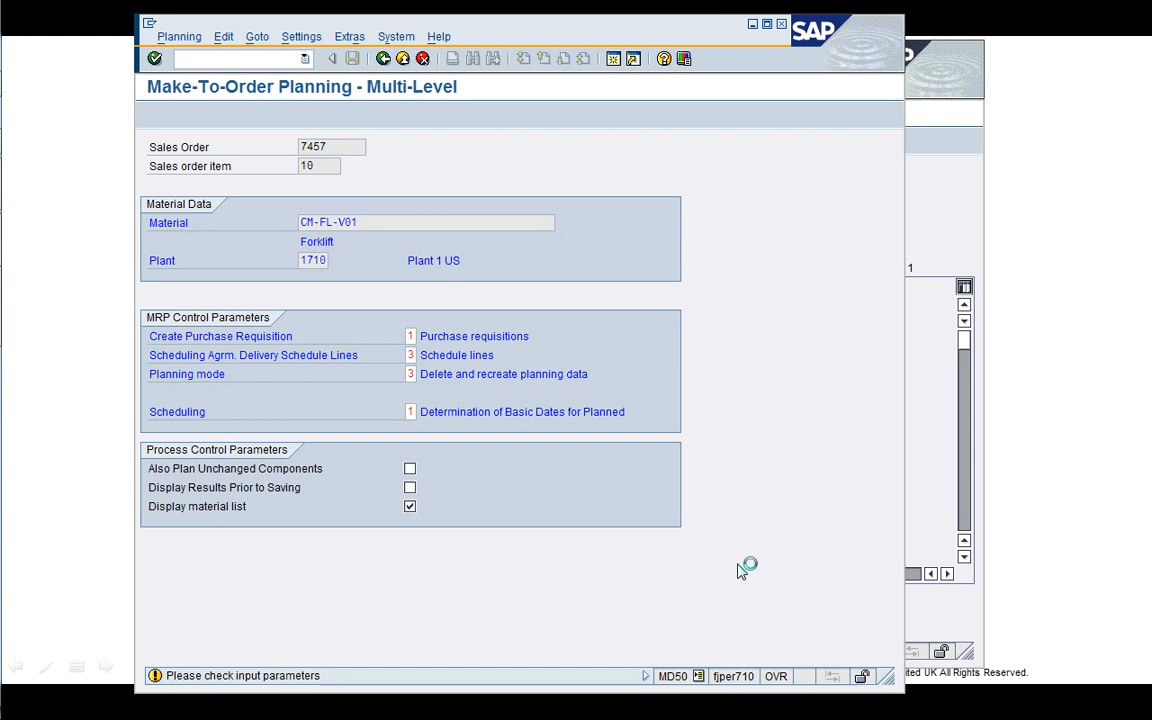 Planning Edit Goto Settings Extras System Help
SAP
Make-To-Order Planning - Multi-Level
Sales Order 7457
Sales order item 10
Material Data
Material CM-FL-V01
Forklift
Plant 1710 Plant 1 US
1
MRP Control Parameters
Create Purchase Requisition 1 Purchase requisitions
Scheduling Agrm. Delivery Schedule Lines 3 Schedule lines
Planning mode 3 Delete and recreate planning data
Scheduling 1 Determination of Basic Dates for Planned
Process Control Parameters
Also Plan Unchanged Components
Display Results Prior to Saving
Display material list
Please check input parameters MD50 fjper710 OVR
ited UK All Rights Reserved.